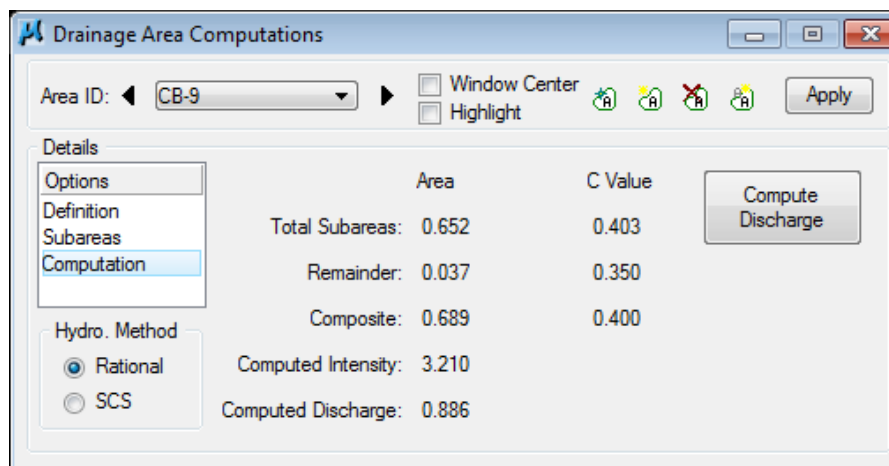 Drainage Area Computations
Area ID: CB-9
Window Center
Highlight
Apply
Details
Options
Definition
Subareas
Computation
Hydro. Method
Rational
SCS
Area C Value
Total Subareas: 0.652 0.403
Remainder: 0.037 0.350
Composite: 0.689 0.400
Computed Intensity: 3.210
Computed Discharge: 0.886
Compute
Discharge